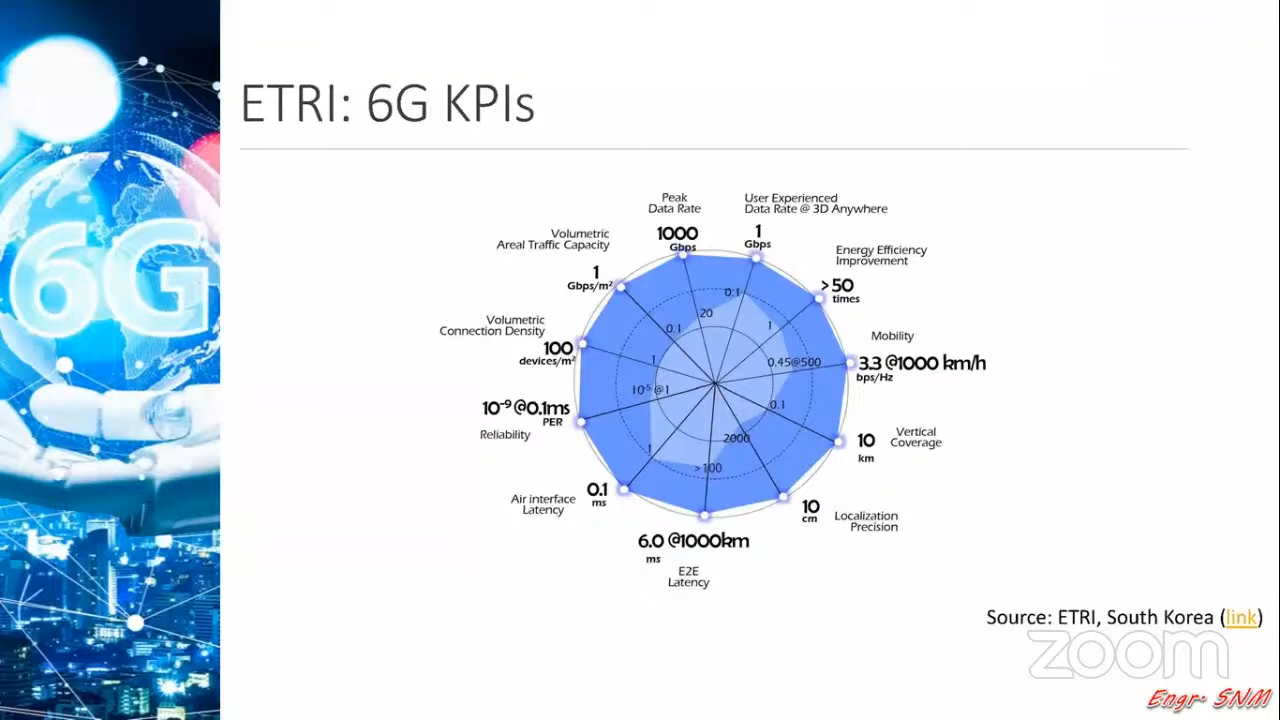 ETRI: 6G KPIs
6G
Peak
Data Rate
1000
Gbps
User Experienced
Data Rate @ 3D Anywhere
1
Gbps
Volumetric
Areal Traffic Capacity
1
Gbps/m²
Energy Efficiency
Improvement
> 50
times
Volumetric
Connection Density
100
devices/m²
Mobility
3.3 @1000 km/h
bps/Hz
0.1
20
0.1
1
1
0.45@500
10⁻⁵ @1
0.1
1
2000
>100
10⁻⁹ @0.1ms
PER
Reliability
10
km
Vertical
Coverage
Air interface
Latency
0.1
ms
10
cm
Localization
Precision
6.0 @1000km
ms
E2E
Latency
Source: ETRI, South Korea (link)
zoom
Engr. SNM